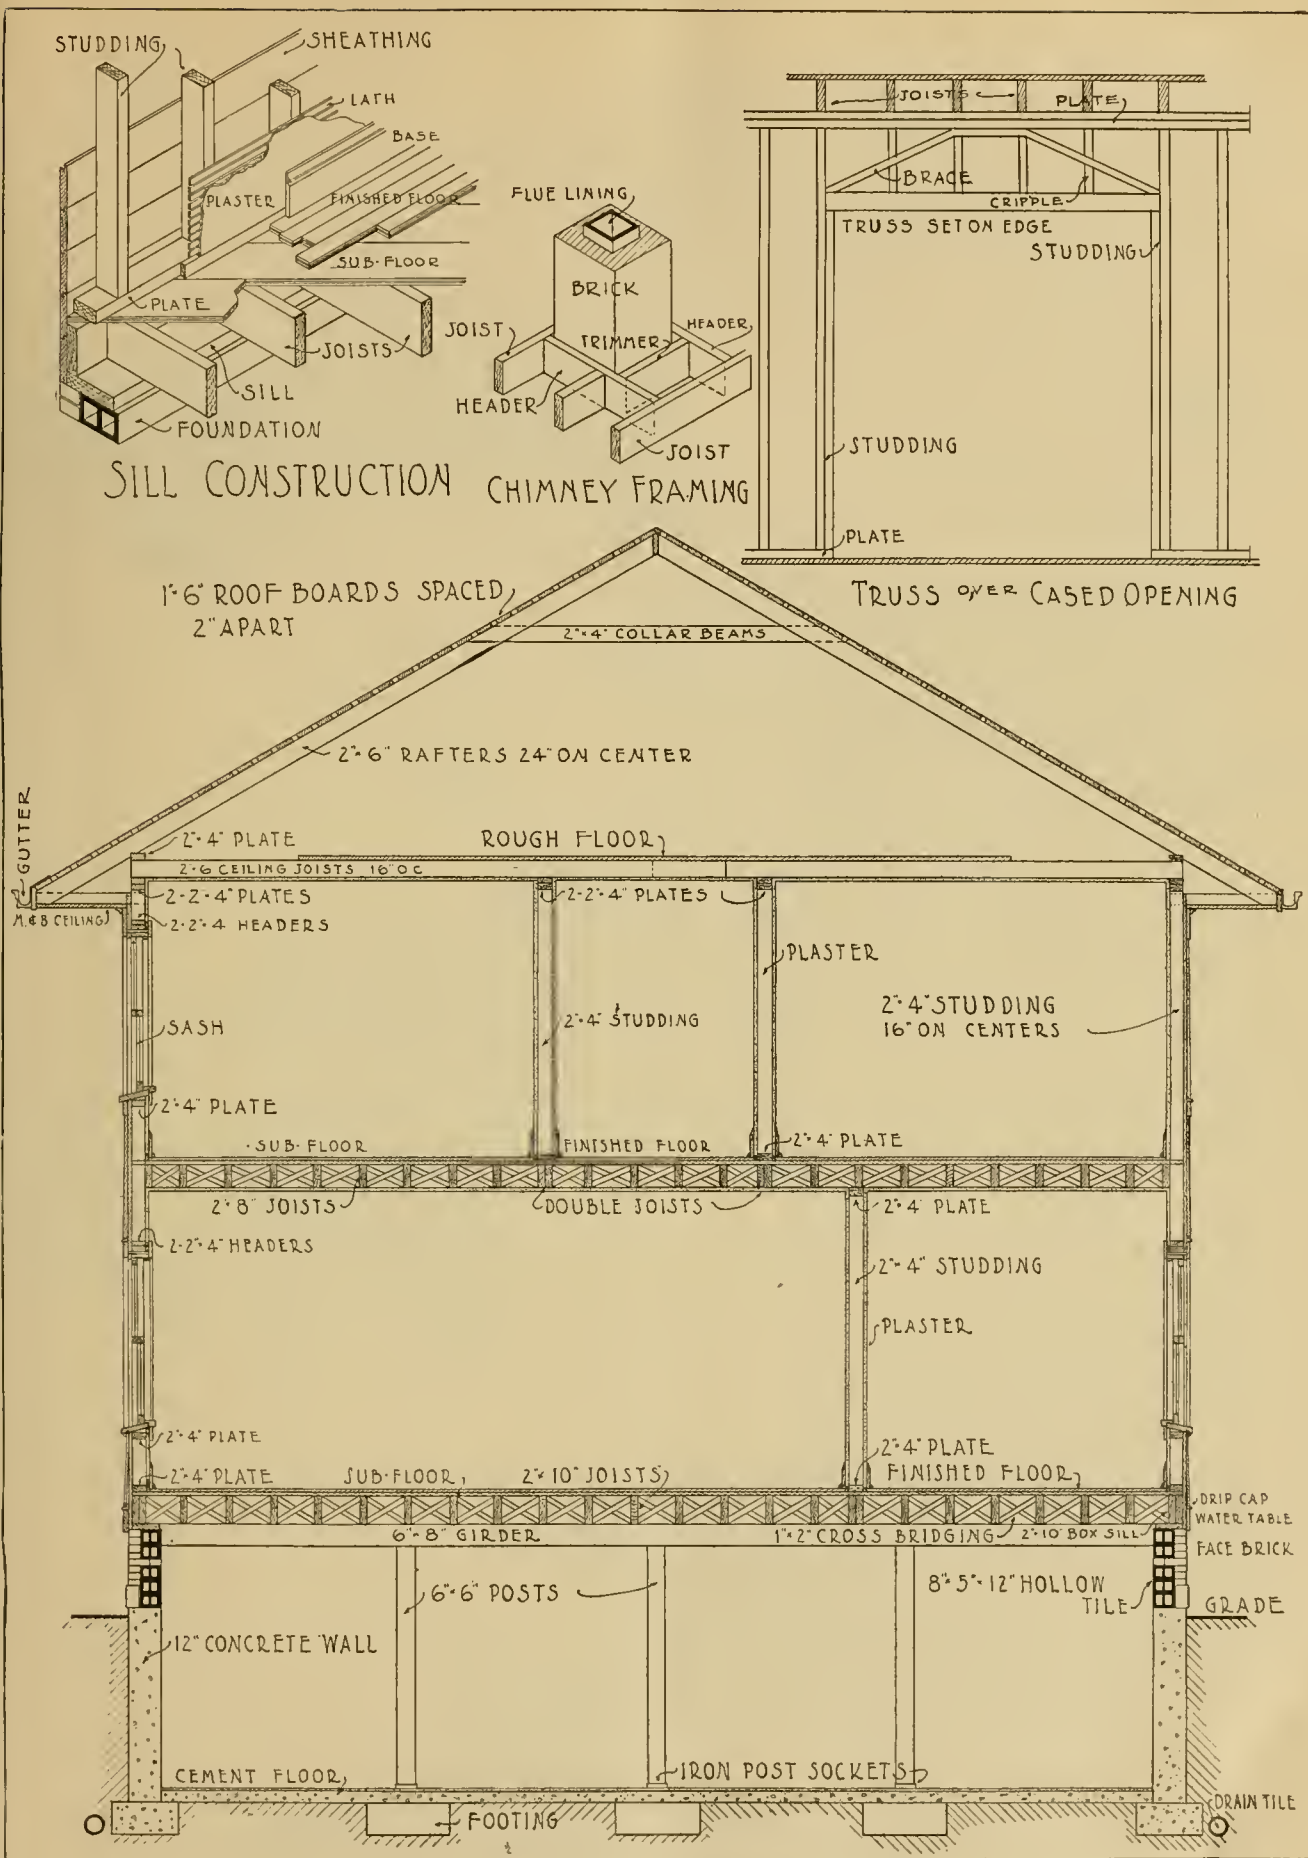 STUDDING
SHEATHING
LATH
BASE
PLASTER
FINISHED FLOOR
SUB-FLOOR
PLATE
JOISTS
SILL
FOUNDATION
SILL CONSTRUCTION
FLUE LINING
BRICK
JOIST
TRIMMER
HEADER
HEADER
JOIST
CHIMNEY FRAMING
JOISTS
PLATE
BRACE
CRIPPLE
TRUSS SET ON EDGE
STUDDING
STUDDING
PLATE
TRUSS OVER CASED OPENING
1"-6" ROOF BOARDS SPACED
2" APART
2"×4" COLLAR BEAMS
2"-6" RAFTERS 24" ON CENTER
GUTTER
2"-4" PLATE
ROUGH FLOOR
2"-6 CEILING JOISTS 16" OC
M.&B CEILING
2-2"-4" PLATES
2-2"-4" PLATES
2-2"-4 HEADERS
PLASTER
2"-4" STUDDING
16" ON CENTERS
SASH
2"-4" STUDDING
2"-4" PLATE
SUB-FLOOR
FINISHED FLOOR
2"-4" PLATE
2"-8" JOISTS
DOUBLE JOISTS
2"-4" PLATE
2-2"-4" HEADERS
2"-4" STUDDING
PLASTER
2"-4" PLATE
2"-4" PLATE
2"-4" PLATE
SUB-FLOOR
2"×10" JOISTS
FINISHED FLOOR
DRIP CAP
WATER TABLE
6"-8" GIRDER
1"×2" CROSS BRIDGING
2"-10" BOX SILL
FACE BRICK
6"-6" POSTS
8"-5"-12" HOLLOW
TILE
GRADE
12" CONCRETE WALL
CEMENT FLOOR
IRON POST SOCKETS
FOOTING
DRAIN TILE